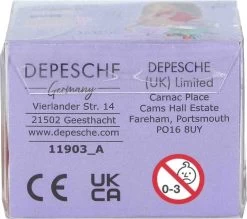 DEPESCHE
Germany
Vierlander Str. 14
21502 Geesthacht
www.depesche.com
11903_A
DEPESCHE
(UK) Limited
Carnac Place
Cams Hall Estate
Fareham, Portsmouth
PO16 8UY
CE
UK
CA
0-3